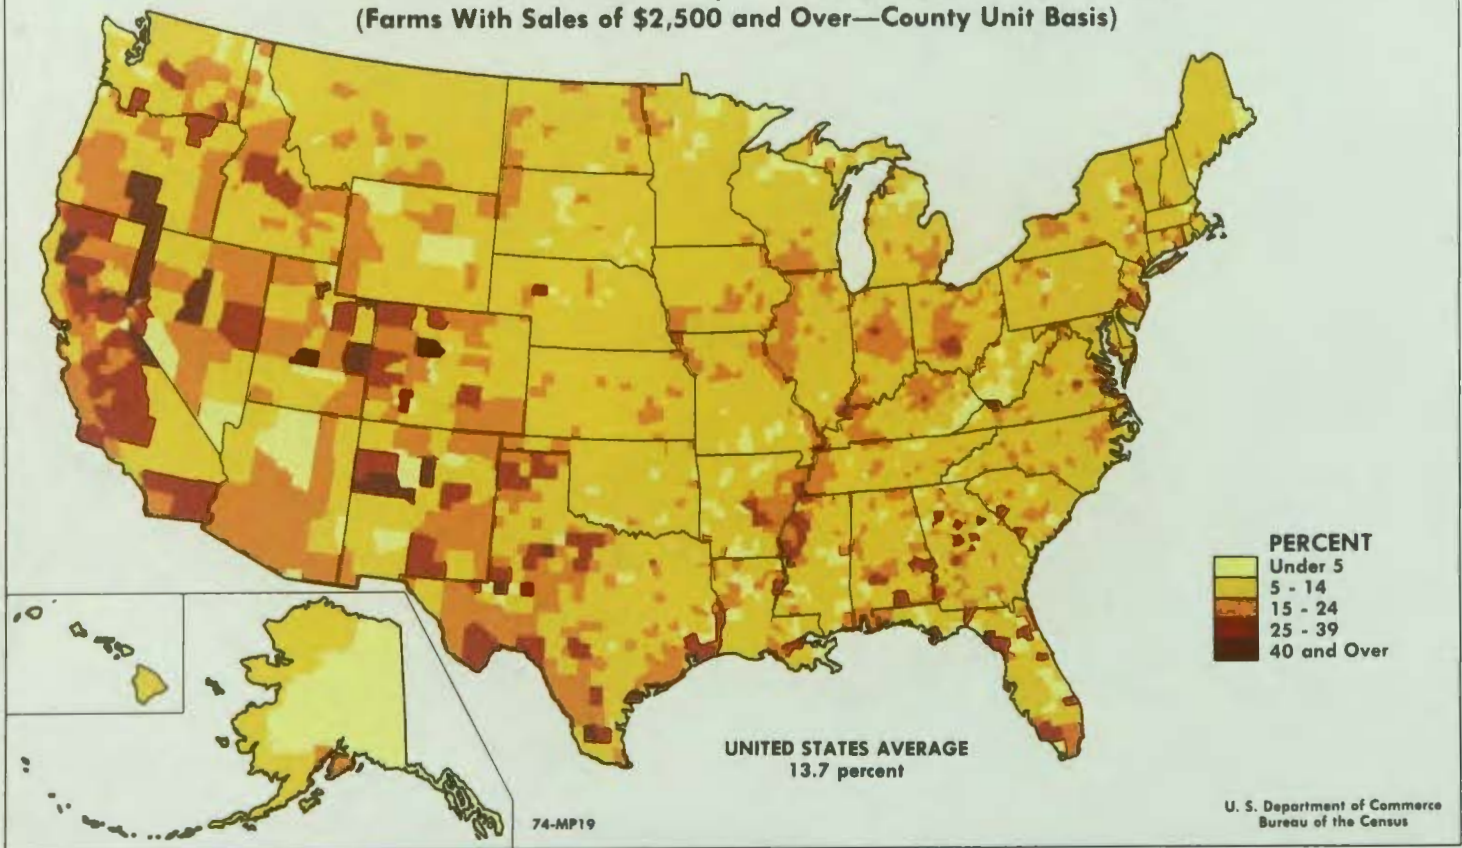 (Farms With Sales of $2,500 and Over—County Unit Basis)
PERCENT
Under 5
5 - 14
15 - 24
25 - 39
40 and Over
UNITED STATES AVERAGE
13.7 percent
74-MP19
U. S. Department of Commerce
Bureau of the Census